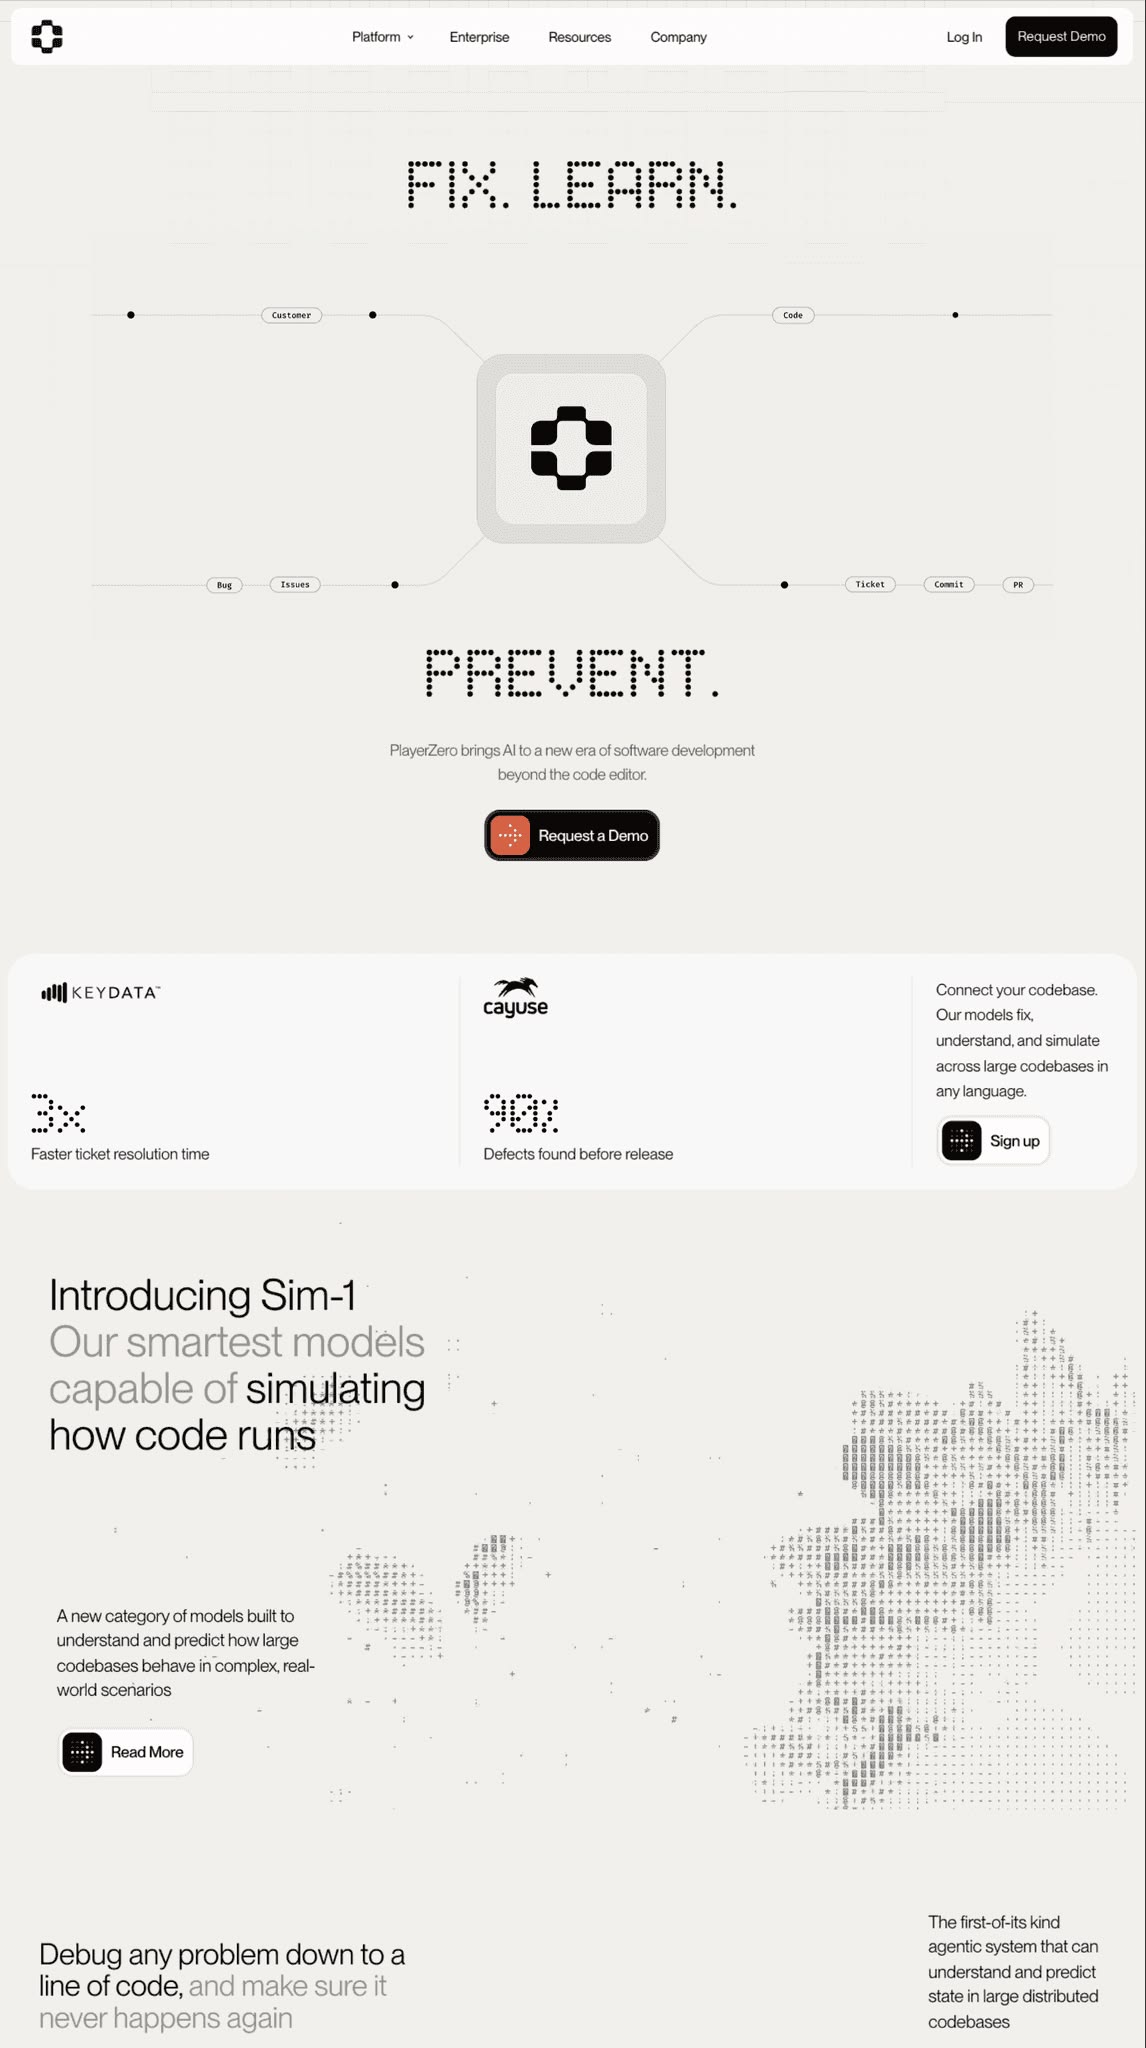 Platform
Enterprise
Resources
Company
Log In
Request Demo
FIX. LEARN.
Customer
Code
Bug
Issues
Ticket
Commit
PR
PREVENT.
PlayerZero brings AI to a new era of software development
beyond the code editor.
Request a Demo
KEYDATA™
3x
Faster ticket resolution time
cayuse
90%
Defects found before release
Connect your codebase.
Our models fix,
understand, and simulate
across large codebases in
any language.
Sign up
Introducing Sim-1
Our smartest models
capable of simulating
how code runs
A new category of models built to
understand and predict how large
codebases behave in complex, real-
world scenarios
Read More
Debug any problem down to a
line of code, and make sure it
never happens again
The first-of-its kind
agentic system that can
understand and predict
state in large distributed
codebases